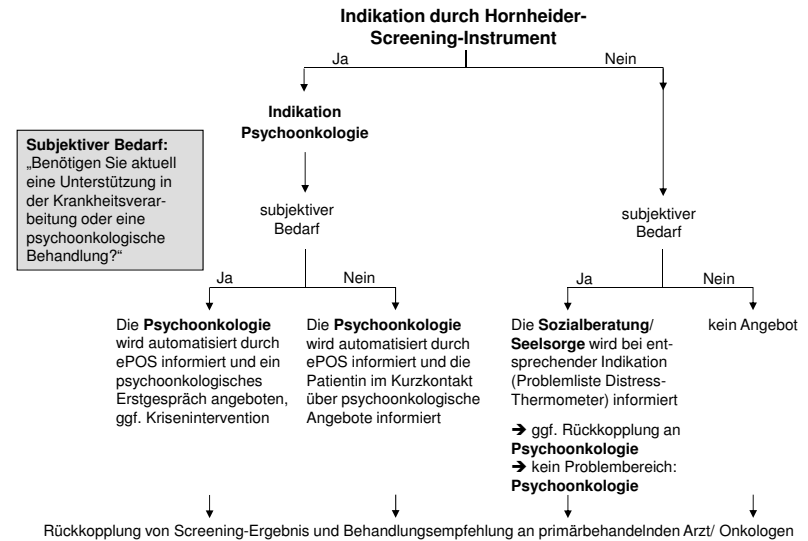 Indikation durch Hornheider-
Screening-Instrument
Ja
Nein
Indikation
Psychoonkologie
Subjektiver Bedarf:
„Benötigen Sie aktuell
eine Unterstützung in
der Krankheitsverar-
beitung oder eine
psychoonkologische
Behandlung?“
subjektiver
Bedarf
subjektiver
Bedarf
Ja
Nein
Ja
Nein
Die Psychoonkologie
wird automatisiert durch
ePOS informiert und ein
psychoonkologisches
Erstgespräch angeboten,
ggf. Krisenintervention
Die Psychoonkologie
wird automatisiert durch
ePOS informiert und die
Patientin im Kurzkontakt
über psychoonkologische
Angebote informiert
Die Sozialberatung/
Seelsorge wird bei ent-
sprechender Indikation
(Problemliste Distress-
Thermometer) informiert
➔ ggf. Rückkopplung an
Psychoonkologie
➔ kein Problembereich:
Psychoonkologie
kein Angebot
Rückkopplung von Screening-Ergebnis und Behandlungsempfehlung an primärbehandelnden Arzt/ Onkologen